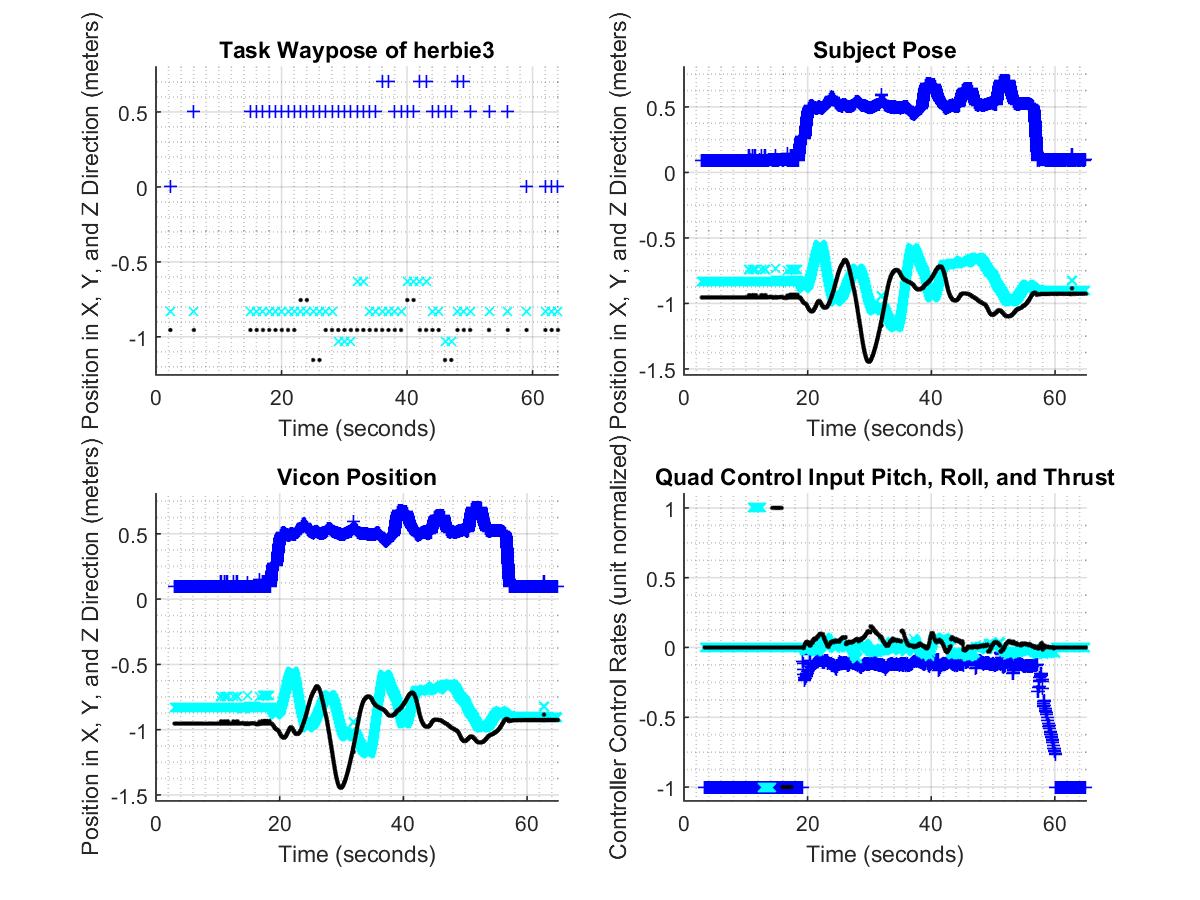 Task Waypose of herbie3
Position in X, Y, and Z Direction (meters)
0.5
0
-0.5
-1
0
20
40
60
Time (seconds)
Subject Pose
Position in X, Y, and Z Direction (meters)
0.5
0
-0.5
-1
-1.5
0
20
40
60
Time (seconds)
Vicon Position
Position in X, Y, and Z Direction (meters)
0.5
0
-0.5
-1
-1.5
0
20
40
60
Time (seconds)
Quad Control Input Pitch, Roll, and Thrust
Controller Control Rates (unit normalized)
1
0.5
0
-0.5
-1
0
20
40
60
Time (seconds)